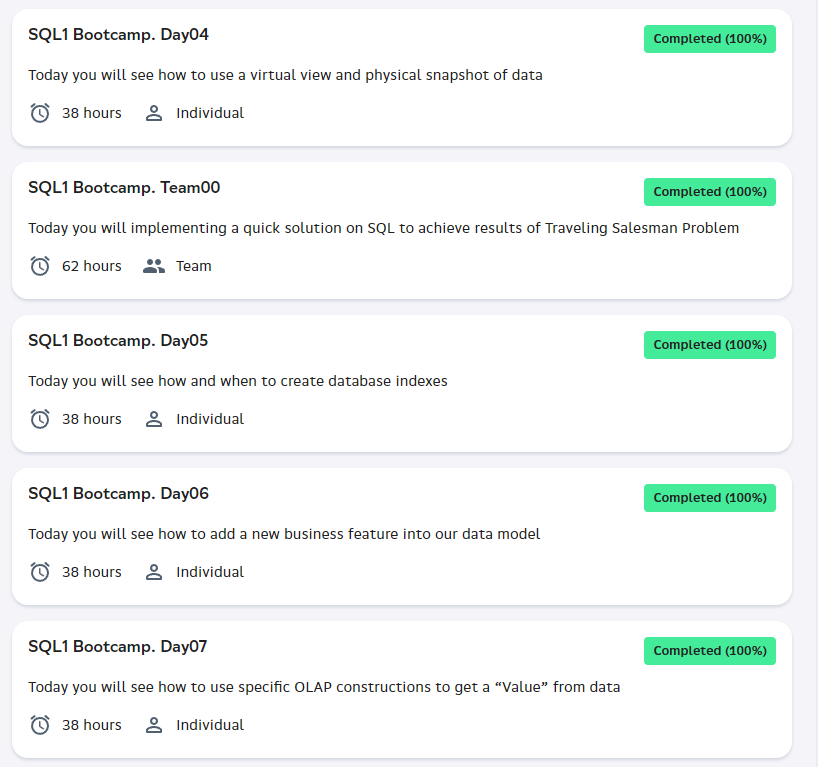 SQL1 Bootcamp. Day04
Completed (100%)
Today you will see how to use a virtual view and physical snapshot of data
38 hours Individual
SQL1 Bootcamp. Team00
Completed (100%)
Today you will implementing a quick solution on SQL to achieve results of Traveling Salesman Problem
62 hours Team
SQL1 Bootcamp. Day05
Completed (100%)
Today you will see how and when to create database indexes
38 hours Individual
SQL1 Bootcamp. Day06
Completed (100%)
Today you will see how to add a new business feature into our data model
38 hours Individual
SQL1 Bootcamp. Day07
Completed (100%)
Today you will see how to use specific OLAP constructions to get a “Value” from data
38 hours Individual